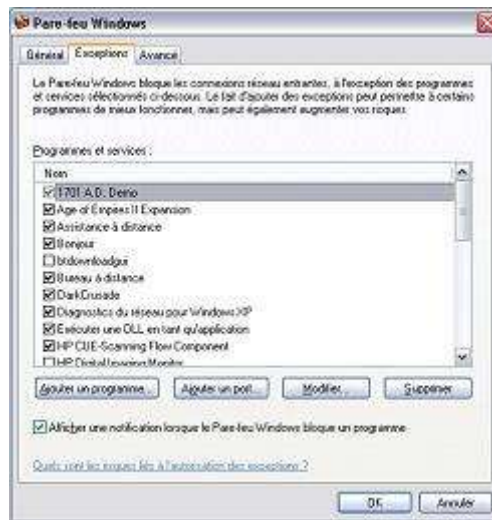 Pare-feu Windows
Général Exceptions Avancé
Le Pare-feu Windows bloque les connexions réseau entrantes, à l'exception des programmes
et services sélectionnés ci-dessous. Le fait d'ajouter des exceptions peut permettre à certains
programmes de mieux fonctionner, mais peut également augmenter vos risques.
Programmes et services :
Nom
1701 A.D. Demo
Age of Empires II Expansion
Assistance à distance
Bonjour
btdownloadgui
Bureau à distance
DarkCrusade
Diagnostics du réseau pour Windows XP
Exécuter une DLL en tant qu'application
HP CUE-Scanning Flow Component
HP Digital Imaging Monitor
Ajouter un programme... Ajouter un port... Modifier... Supprimer
Afficher une notification lorsque le Pare-feu Windows bloque un programme
Quels sont les risques liés à l'autorisation des exceptions ?
OK Annuler